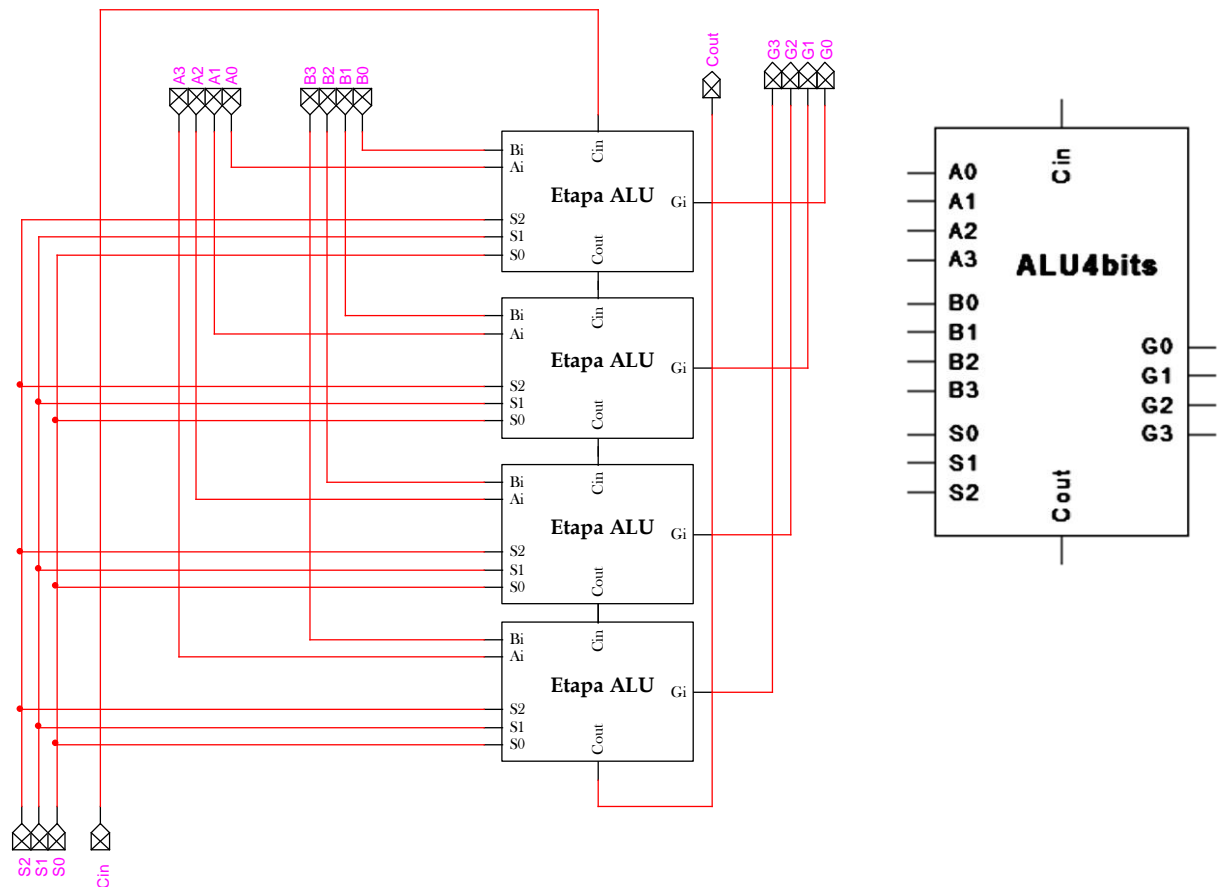 A3 A2 A1 A0
B3 B2 B1 B0
Cout
G3 G2 G1 G0
Cin
Bi
Ai
Etapa ALU
Gi
S2
S1
S0
Cout
Cin
Bi
Ai
Etapa ALU
Gi
S2
S1
S0
Cout
Cin
Bi
Ai
Etapa ALU
Gi
S2
S1
S0
Cout
Cin
Bi
Ai
Etapa ALU
Gi
S2
S1
S0
Cout
S2 S1 S0
Cin
Cin
A0
A1
A2
A3
ALU4bits
B0
B1
B2
B3
G0
G1
G2
G3
S0
S1
S2
Cout